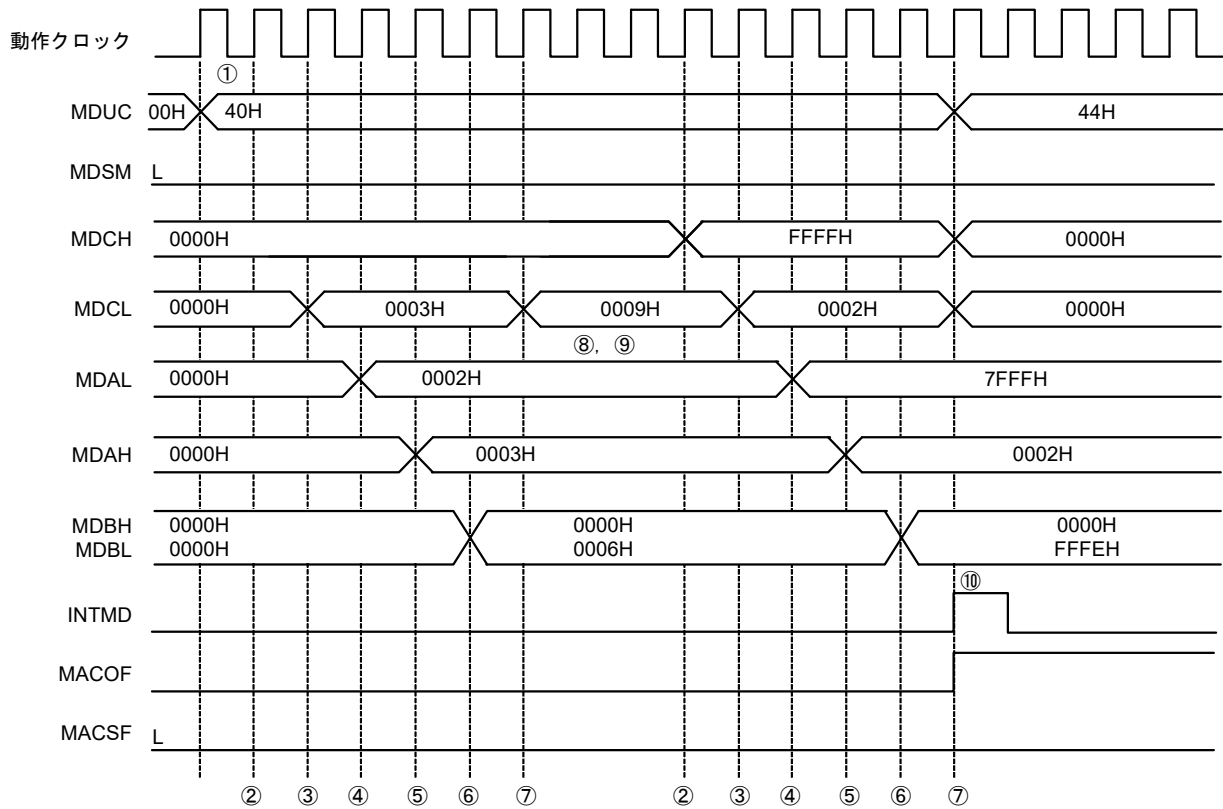 動作クロック
①
MDUC 00H 40H 44H
MDSM L
MDCH 0000H FFFFH 0000H
MDCL 0000H 0003H 0009H 0002H 0000H
⑧, ⑨
MDAL 0000H 0002H 7FFFH
MDAH 0000H 0003H 0002H
MDBH 0000H 0000H 0000H
MDBL 0000H 0006H FFFEH
⑩
INTMD
MACOF
MACSF L
② ③ ④ ⑤ ⑥ ⑦ ② ③ ④ ⑤ ⑥ ⑦